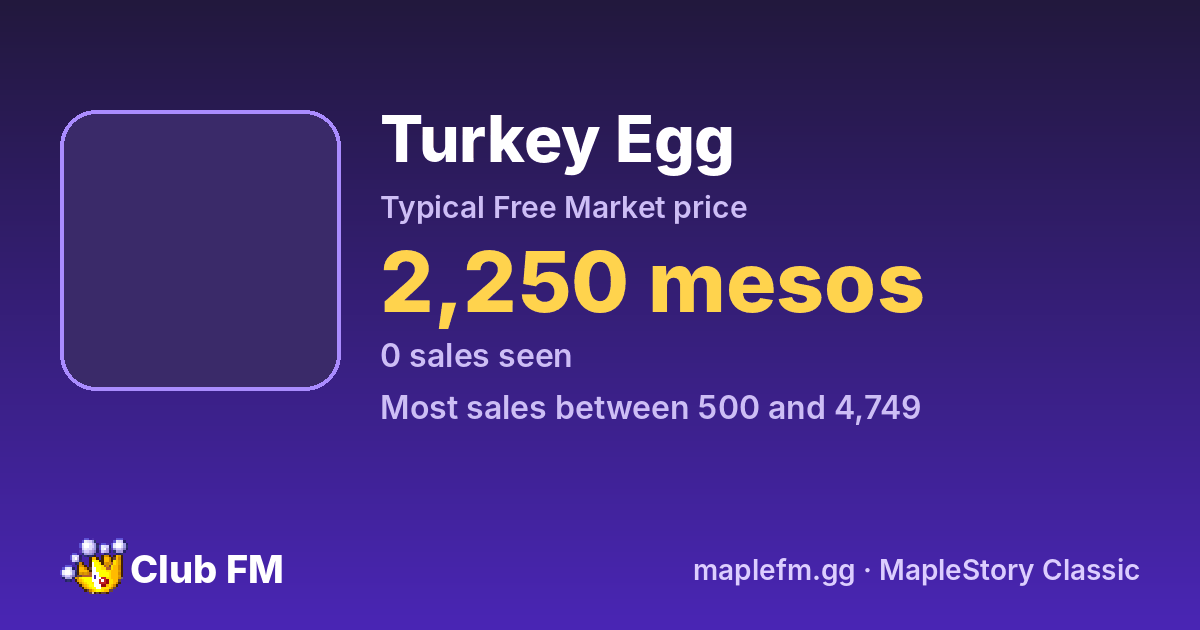 Turkey Egg
Typical Free Market price
2,250 mesos
0 sales seen
Most sales between 500 and 4,749
Club FM
maplefm.gg · MapleStory Classic